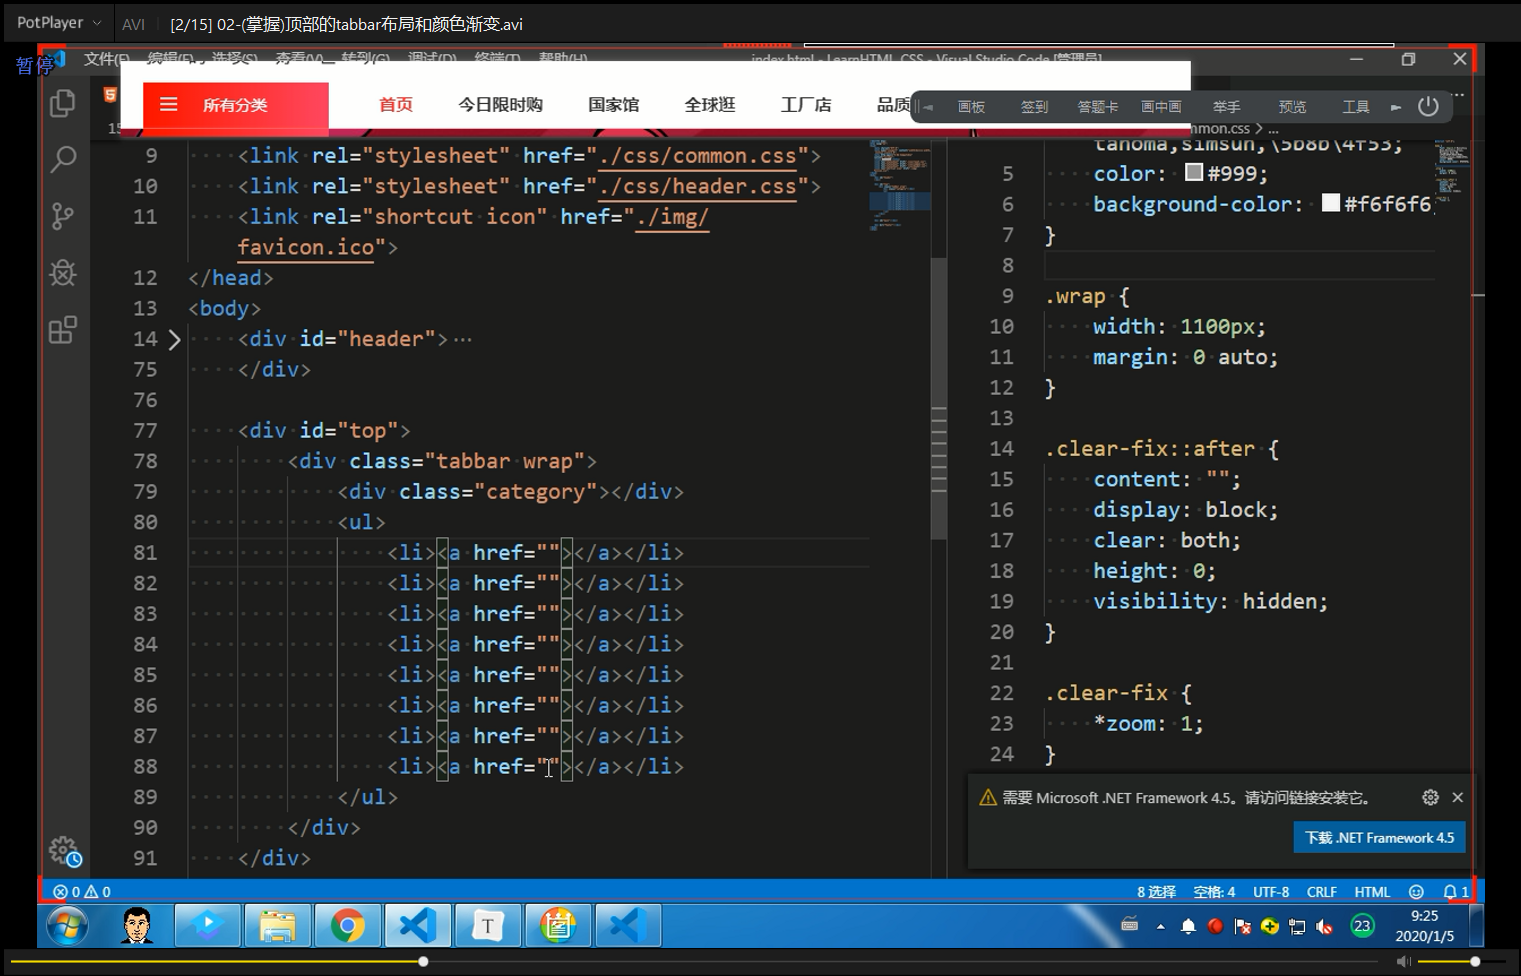 PotPlayer AVI [2/15] 02-(掌握)顶部的tabbar布局和颜色渐变.avi
暂停
文件(F) 编辑(E) 选择(S) 查看(V) 转到(G) 调试(D) 终端(T) 帮助(H) index.html - LearnHTML_CSS - Visual Studio Code [管理员]
所有分类 首页 今日限时购 国家馆 全球逛 工厂店 品质
画板 签到 答题卡 画中画 举手 预览 工具
mmon.css > ...
9 <link rel="stylesheet" href="./css/common.css">
10 <link rel="stylesheet" href="./css/header.css">
11 <link rel="shortcut icon" href="./img/
favicon.ico">
12 </head>
13 <body>
14 <div id="header">···
75 </div>
76
77 <div id="top">
78 <div class="tabbar wrap">
79 <div class="category"></div>
80 <ul>
81 <li><a href=""></a></li>
82 <li><a href=""></a></li>
83 <li><a href=""></a></li>
84 <li><a href=""></a></li>
85 <li><a href=""></a></li>
86 <li><a href=""></a></li>
87 <li><a href=""></a></li>
88 <li><a href=""></a></li>
89 </ul>
90 </div>
91 </div>
tahoma,simsun,\5b8b\4f53;
5 color: #999;
6 background-color: #f6f6f6;
7 }
8
9 .wrap {
10 width: 1100px;
11 margin: 0 auto;
12 }
13
14 .clear-fix::after {
15 content: "";
16 display: block;
17 clear: both;
18 height: 0;
19 visibility: hidden;
20 }
21
22 .clear-fix {
23 *zoom: 1;
24 }
需要 Microsoft .NET Framework 4.5。请访问链接安装它。
下载 .NET Framework 4.5
0 0 8 选择 空格: 4 UTF-8 CRLF HTML 1
T 23 9:25
2020/1/5